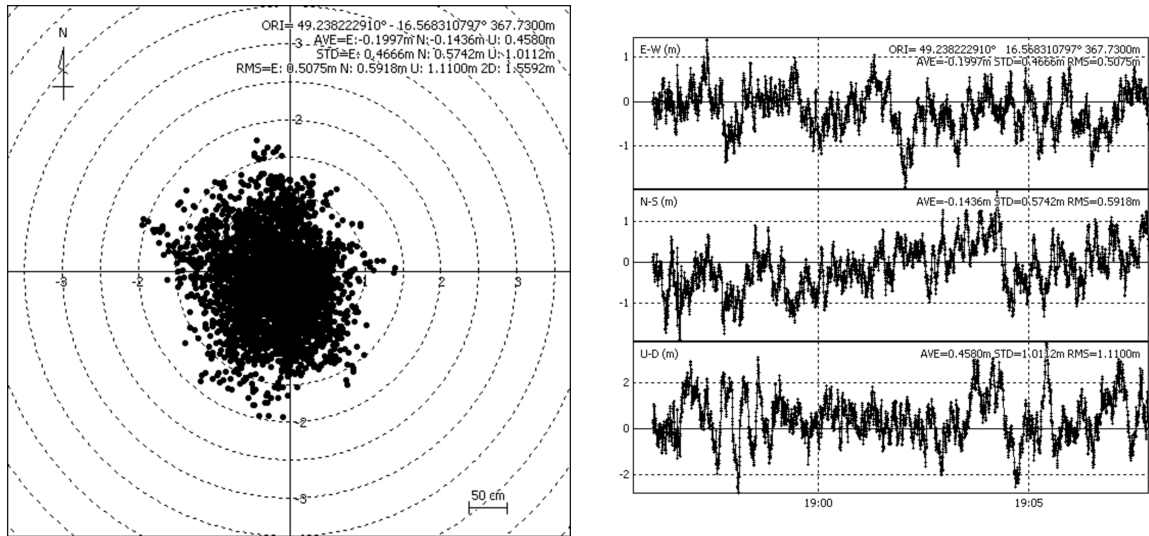 N
ORI= 49.238222910° - 16.568310797° 367.7300m
AVE=E:-0.1997m N:-0.1436m U: 0.4580m
STD=E: 0.4666m N: 0.5742m U: 1.0112m
RMS=E: 0.5075m N: 0.5918m U: 1.1100m 2D: 1.5592m
3
2
-3
-2
1
2
3
-2
-3
50 cm
E-W (m)
ORI= 49.238222910° 16.568310797° 367.7300m
AVE=-0.1997m STD=0.4666m RMS=0.5075m
1
0
-1
N-S (m)
AVE=-0.1436m STD=0.5742m RMS=0.5918m
1
0
-1
U-D (m)
AVE=0.4580m STD=1.0112m RMS=1.1100m
2
0
-2
19:00
19:05